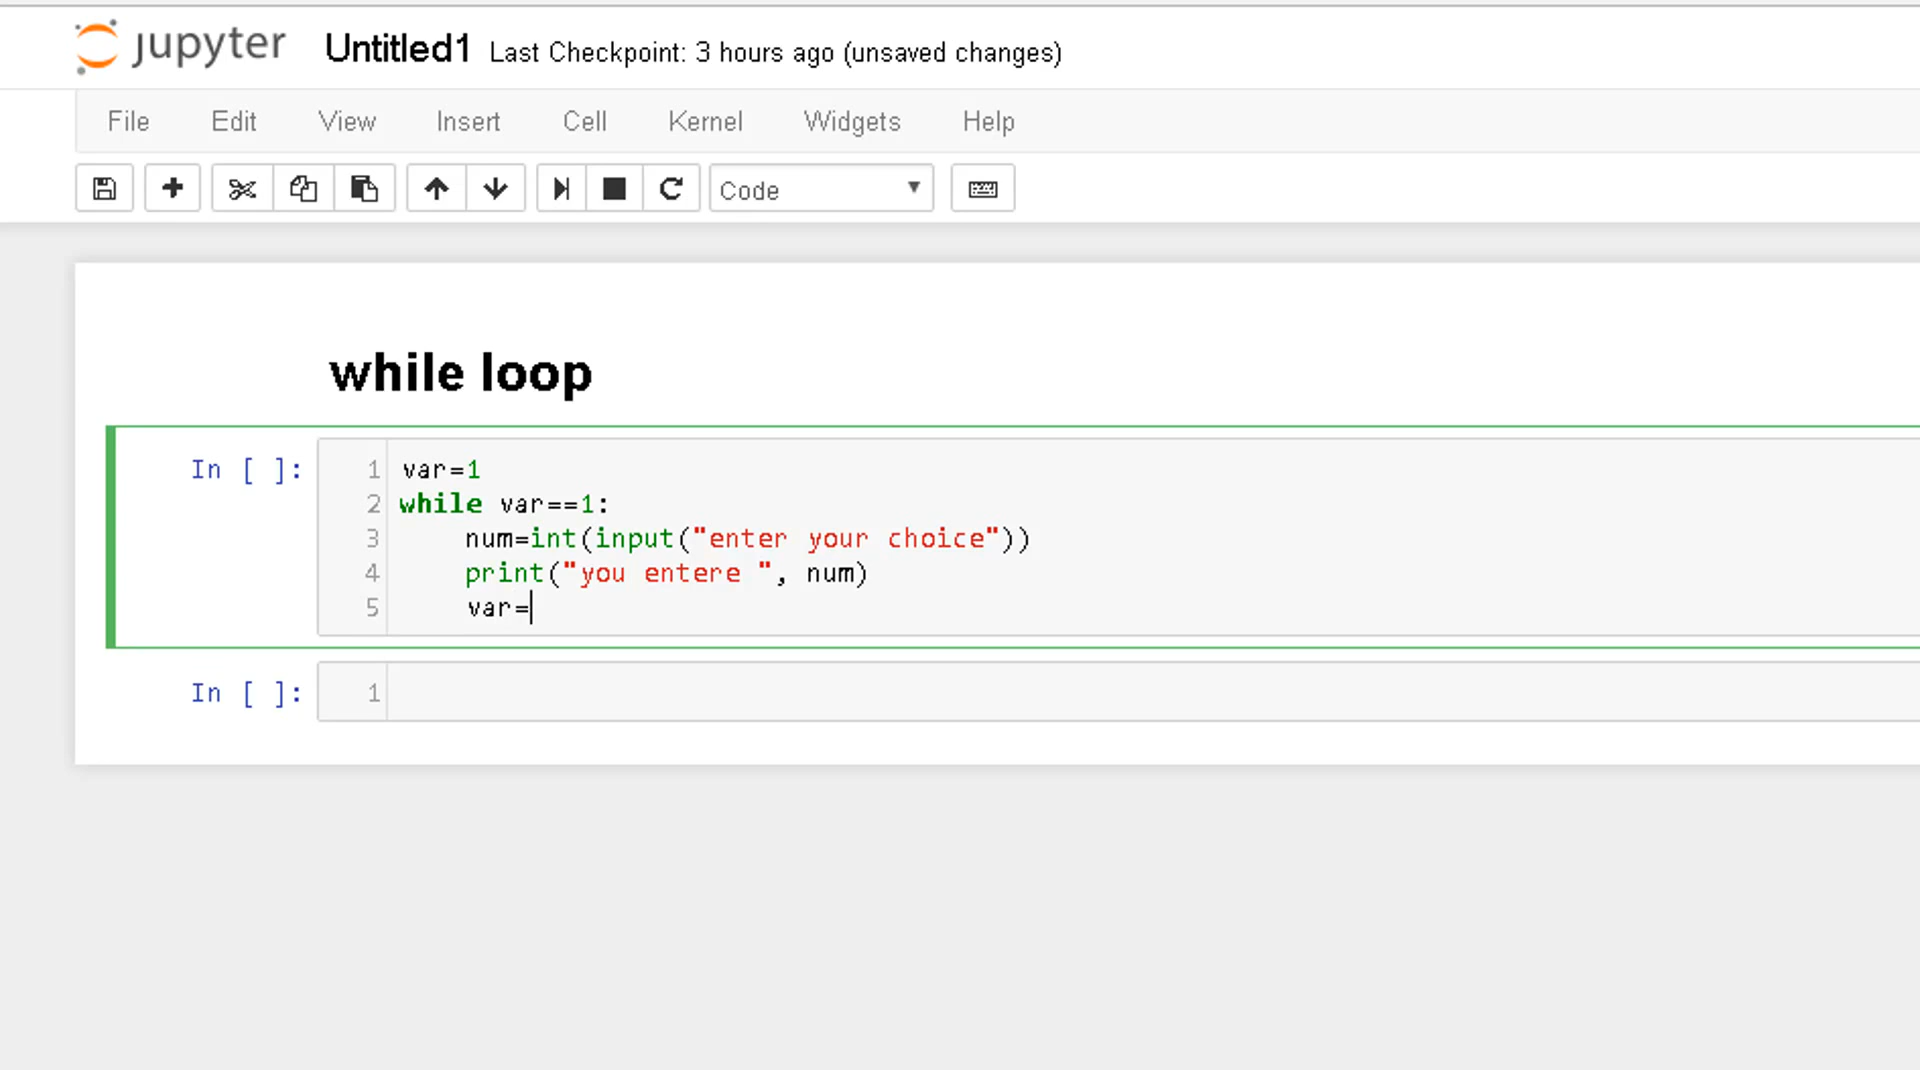 jupyter Untitled1 Last Checkpoint: 3 hours ago (unsaved changes)
File Edit View Insert Cell Kernel Widgets Help
Code
while loop
In [ ]: 1 var=1
2 while var==1:
3     num=int(input("enter your choice"))
4     print("you entere ", num)
5     var=
In [ ]: 1